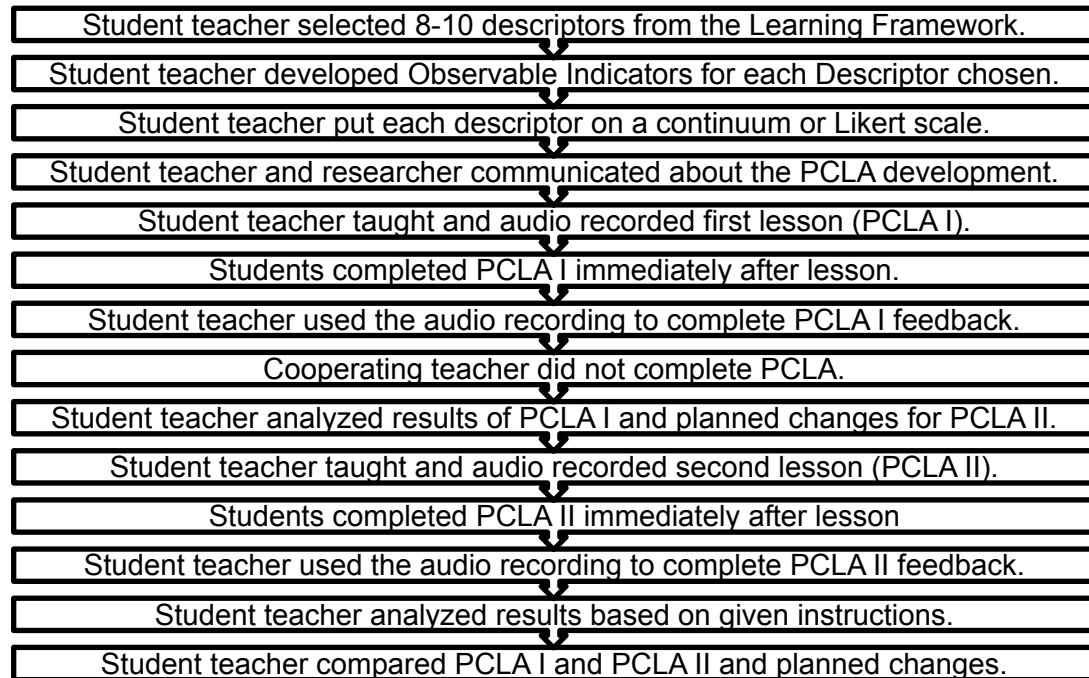 Student teacher selected 8-10 descriptors from the Learning Framework.
Student teacher developed Observable Indicators for each Descriptor chosen.
Student teacher put each descriptor on a continuum or Likert scale.
Student teacher and researcher communicated about the PCLA development.
Student teacher taught and audio recorded first lesson (PCLA I).
Students completed PCLA I immediately after lesson.
Student teacher used the audio recording to complete PCLA I feedback.
Cooperating teacher did not complete PCLA.
Student teacher analyzed results of PCLA I and planned changes for PCLA II.
Student teacher taught and audio recorded second lesson (PCLA II).
Students completed PCLA II immediately after lesson
Student teacher used the audio recording to complete PCLA II feedback.
Student teacher analyzed results based on given instructions.
Student teacher compared PCLA I and PCLA II and planned changes.